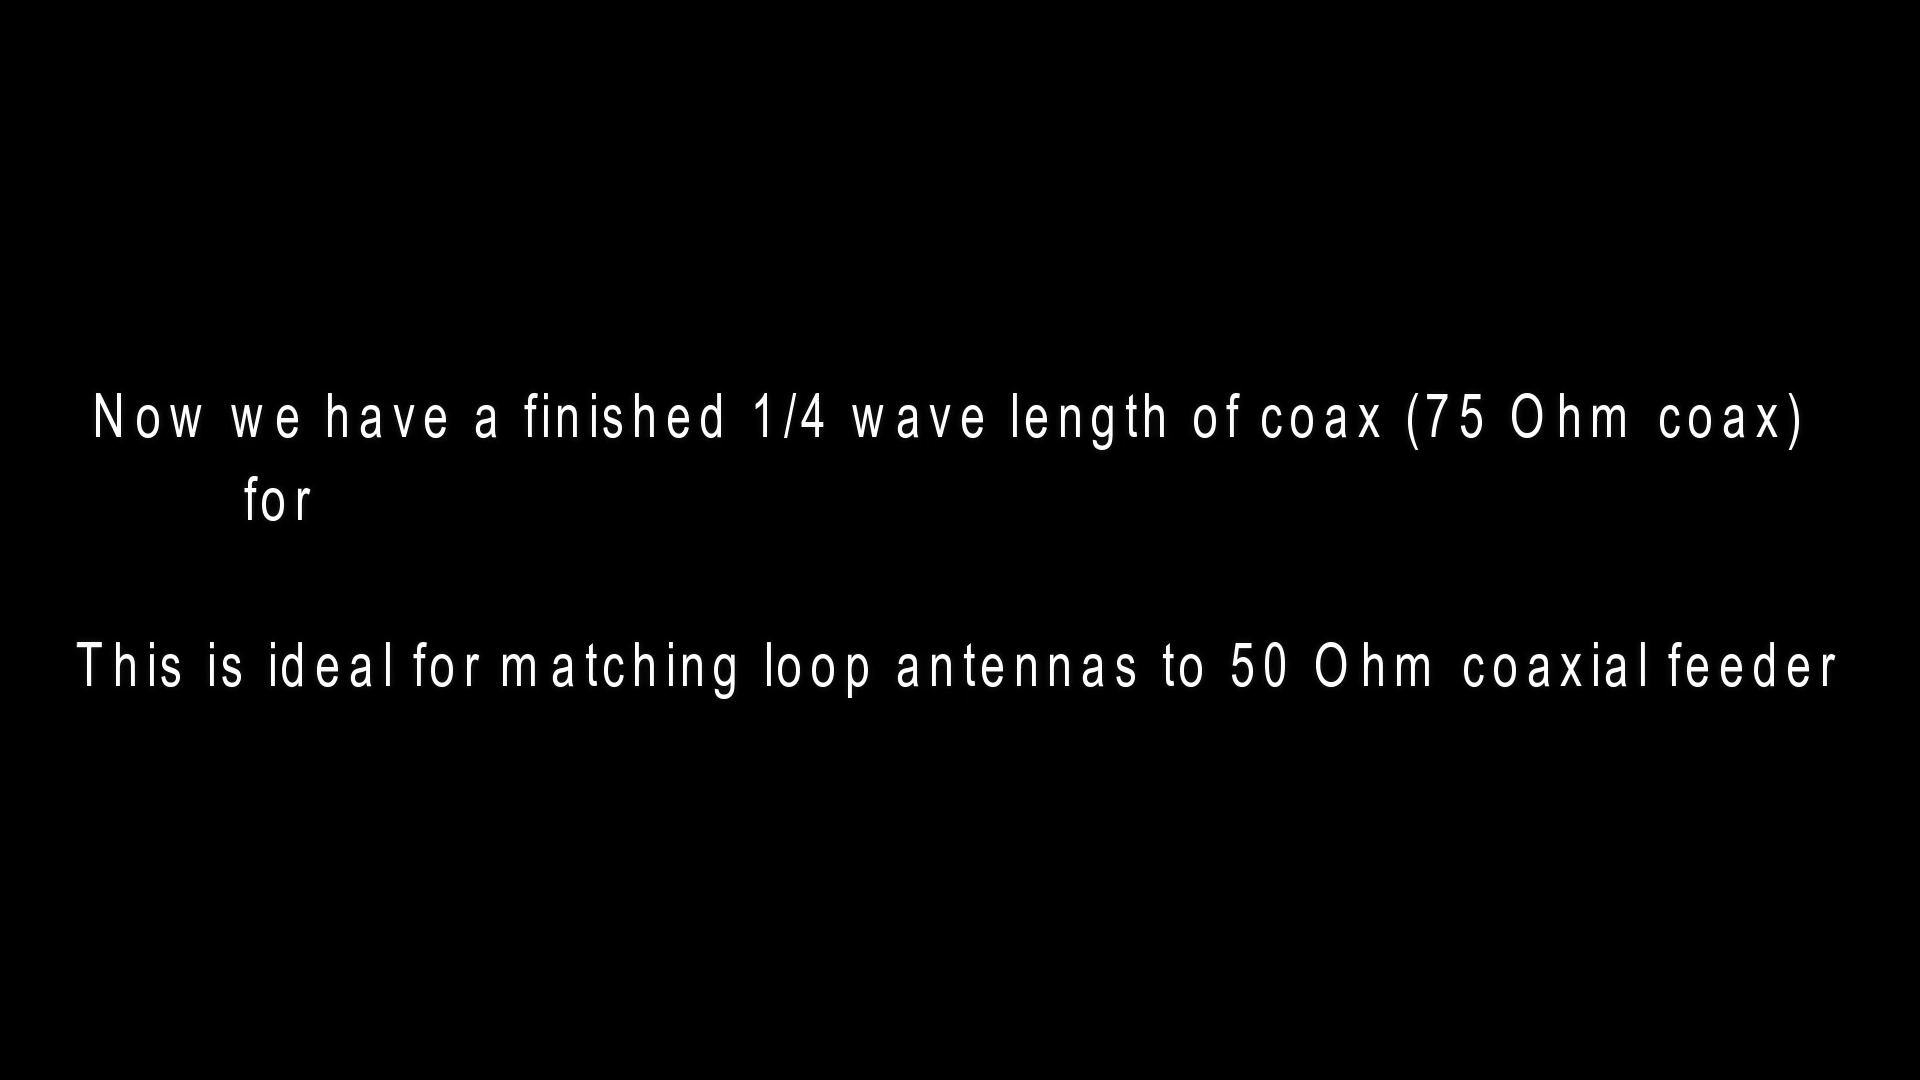 Now we have a finished 1/4 wave length of coax (75 Ohm coax)
for
This is ideal for matching loop antennas to 50 Ohm coaxial feeder